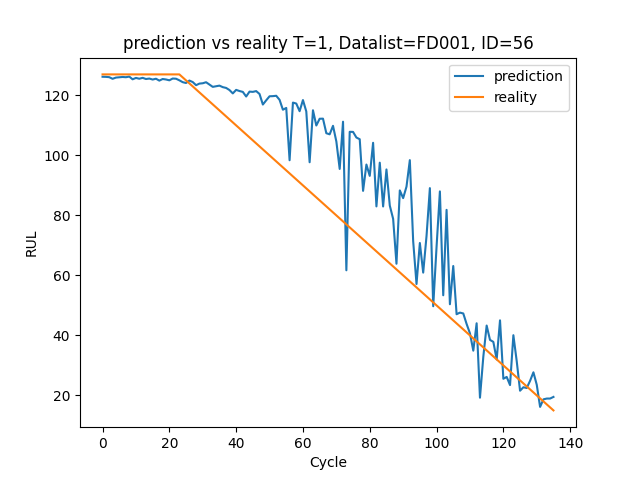 prediction vs reality T=1, Datalist=FD001, ID=56
prediction
reality
RUL
120
100
80
60
40
20
0 20 40 60 80 100 120 140
Cycle